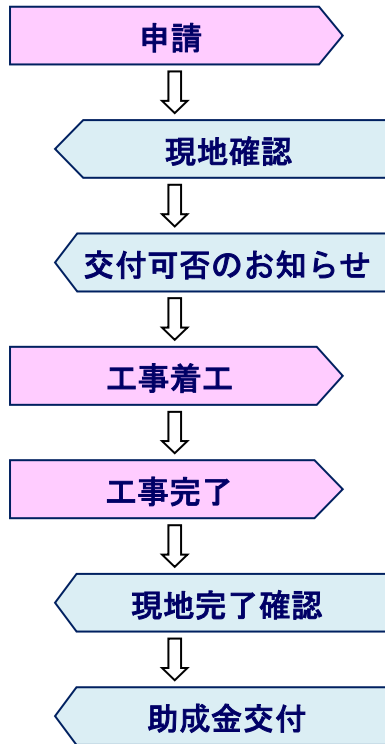 申請
現地確認
交付可否のお知らせ
工事着工
工事完了
現地完了確認
助成金交付